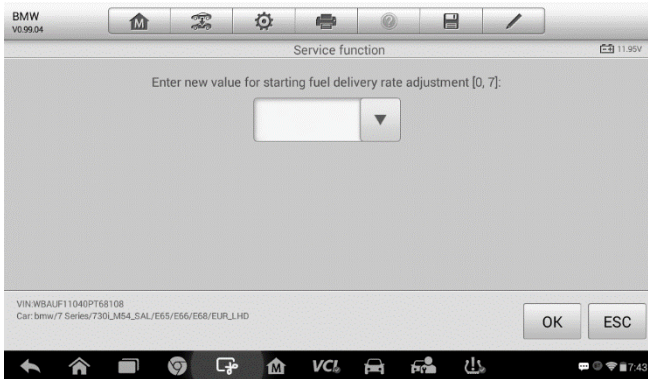 BMW
V0.99.04
Service function
11.95V
Enter new value for starting fuel delivery rate adjustment [0, 7]:
VIN:WBAUF11040PT68108
Car: bmw/7 Series/730i_M54_SAL/E65/E66/E68/EUR_LHD
OK
ESC
VCI
7:43